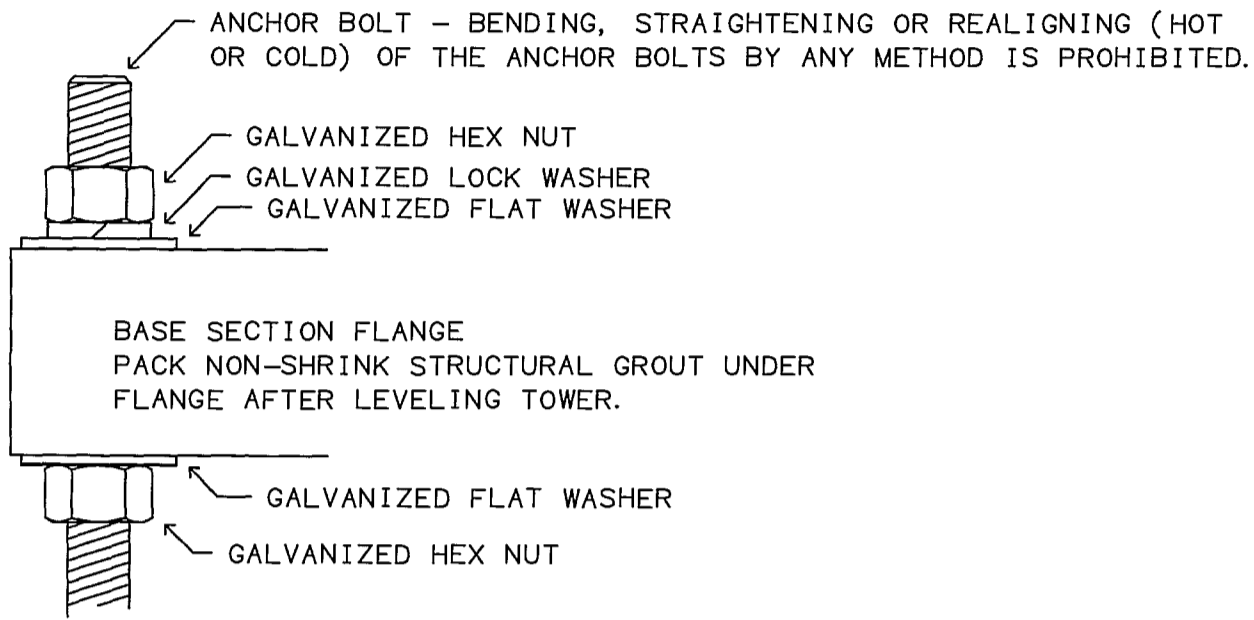 ANCHOR BOLT – BENDING, STRAIGHTENING OR REALIGNING (HOT
OR COLD) OF THE ANCHOR BOLTS BY ANY METHOD IS PROHIBITED.
GALVANIZED HEX NUT
GALVANIZED LOCK WASHER
GALVANIZED FLAT WASHER
BASE SECTION FLANGE
PACK NON–SHRINK STRUCTURAL GROUT UNDER
FLANGE AFTER LEVELING TOWER.
GALVANIZED FLAT WASHER
GALVANIZED HEX NUT